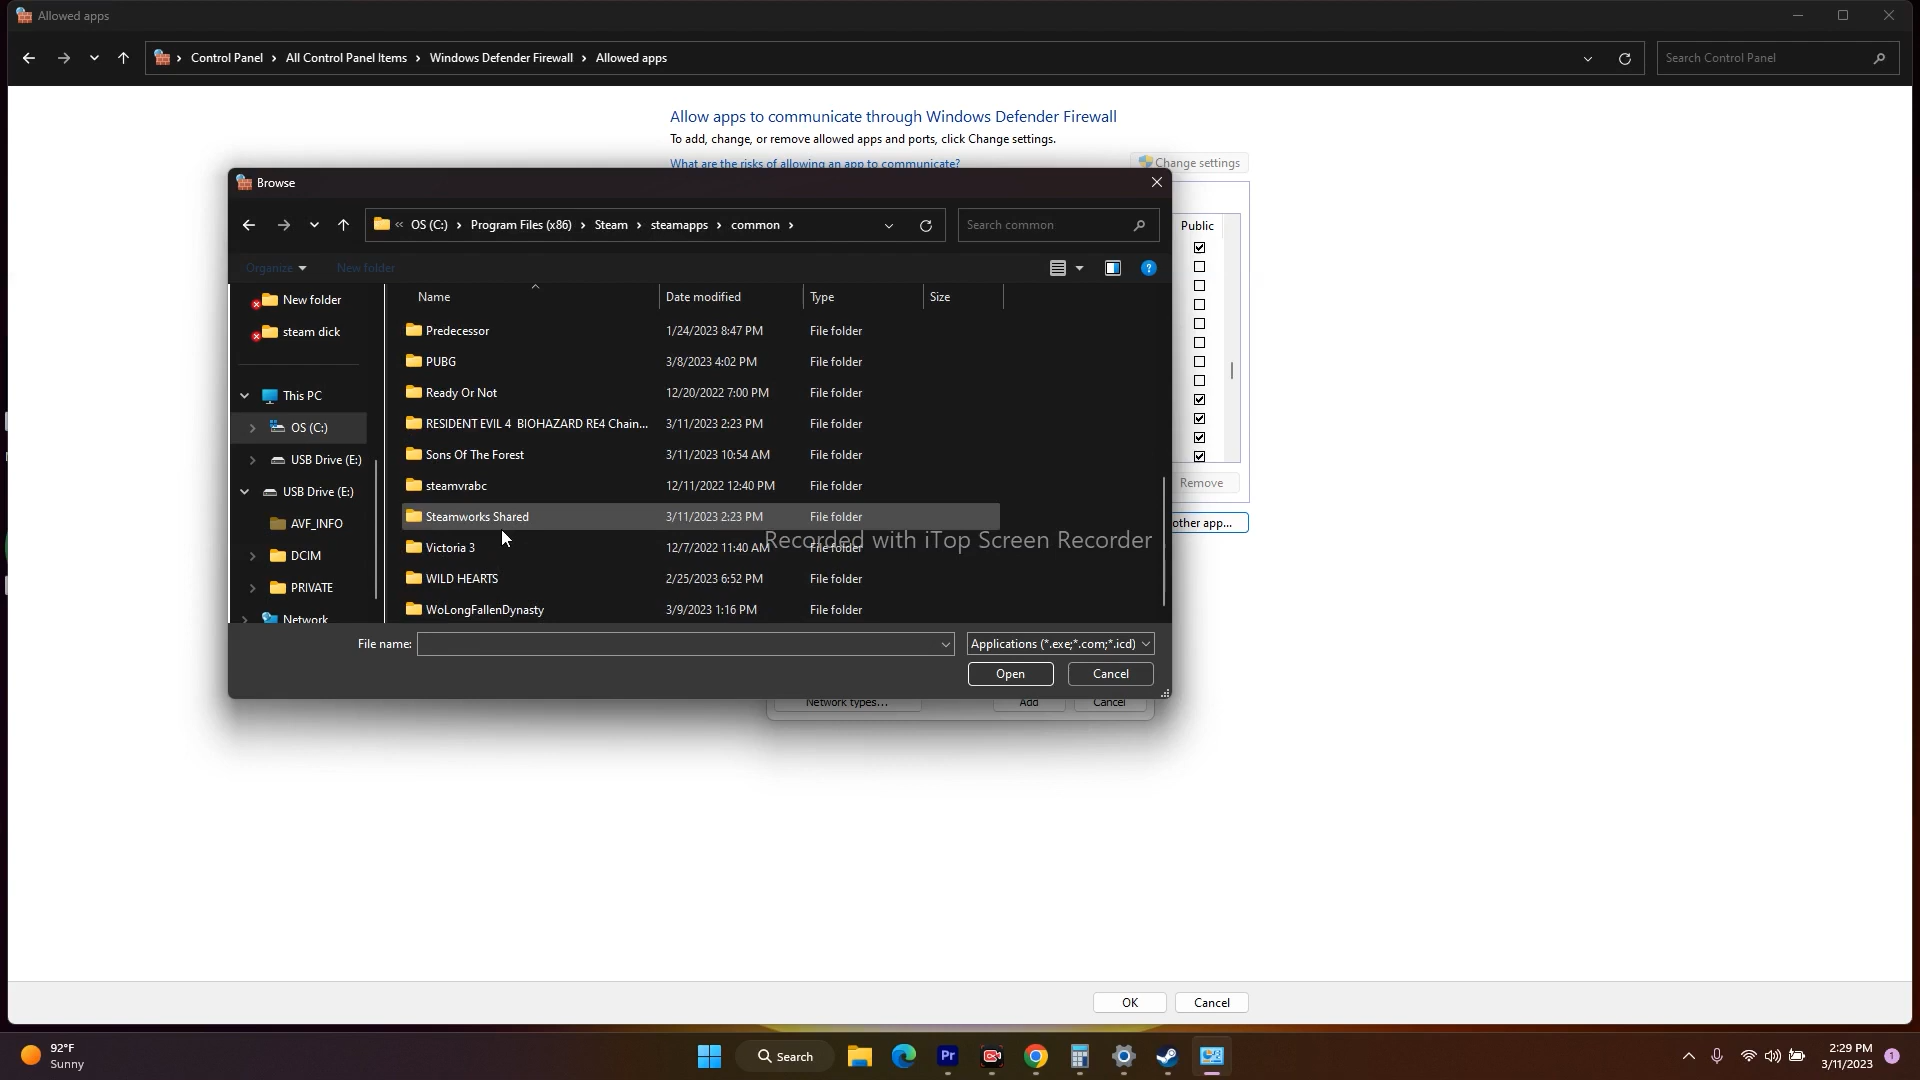 Allowed apps
Control Panel
All Control Panel Items
Windows Defender Firewall
Allowed apps
Search Control Panel
Allow apps to communicate through Windows Defender Firewall
To add, change, or remove allowed apps and ports, click Change settings.
What are the risks of allowing an app to communicate?
Change settings
Browse
OS (C:)
Program Files (x86)
Steam
steamapps
common
Search common
Public
Organize
New folder
Name
Date modified
Type
Size
New folder
steam dick
This PC
OS (C:)
USB Drive (E:)
USB Drive (E:)
AVF_INFO
DCIM
PRIVATE
Network
Predecessor 1/24/2023 8:47 PM File folder
PUBG 3/8/2023 4:02 PM File folder
Ready Or Not 12/20/2022 7:00 PM File folder
RESIDENT EVIL 4 BIOHAZARD RE4 Chain... 3/11/2023 2:23 PM File folder
Sons Of The Forest 3/11/2023 10:54 AM File folder
steamvrabc 12/11/2022 12:40 PM File folder
Steamworks Shared 3/11/2023 2:23 PM File folder
Victoria 3 12/7/2022 11:40 AM File folder
WILD HEARTS 2/25/2023 6:52 PM File folder
WoLongFallenDynasty 3/9/2023 1:16 PM File folder
Recorded with iTop Screen Recorder
Remove
other app...
File name:
Applications (*.exe;*.com;*.icd)
Open
Cancel
Network types...
Add
Cancel
OK
Cancel
92°F
Sunny
Search
Pr
2:29 PM
3/11/2023
1